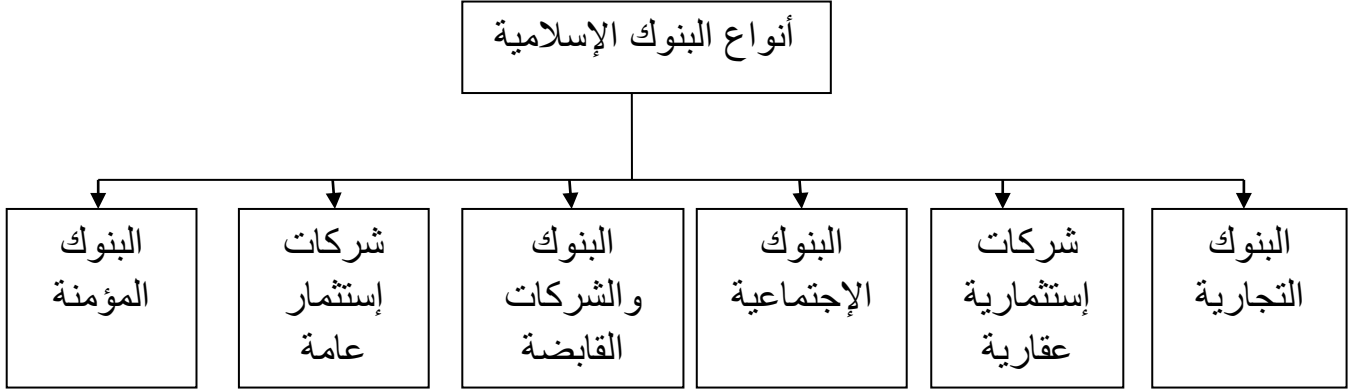 أنواع البنوك الإسلامية
البنوك
التجارية
شركات
إستثمارية
عقارية
البنوك
الإجتماعية
البنوك
والشركات
القابضة
شركات
إستثمار
عامة
البنوك
المؤمنة